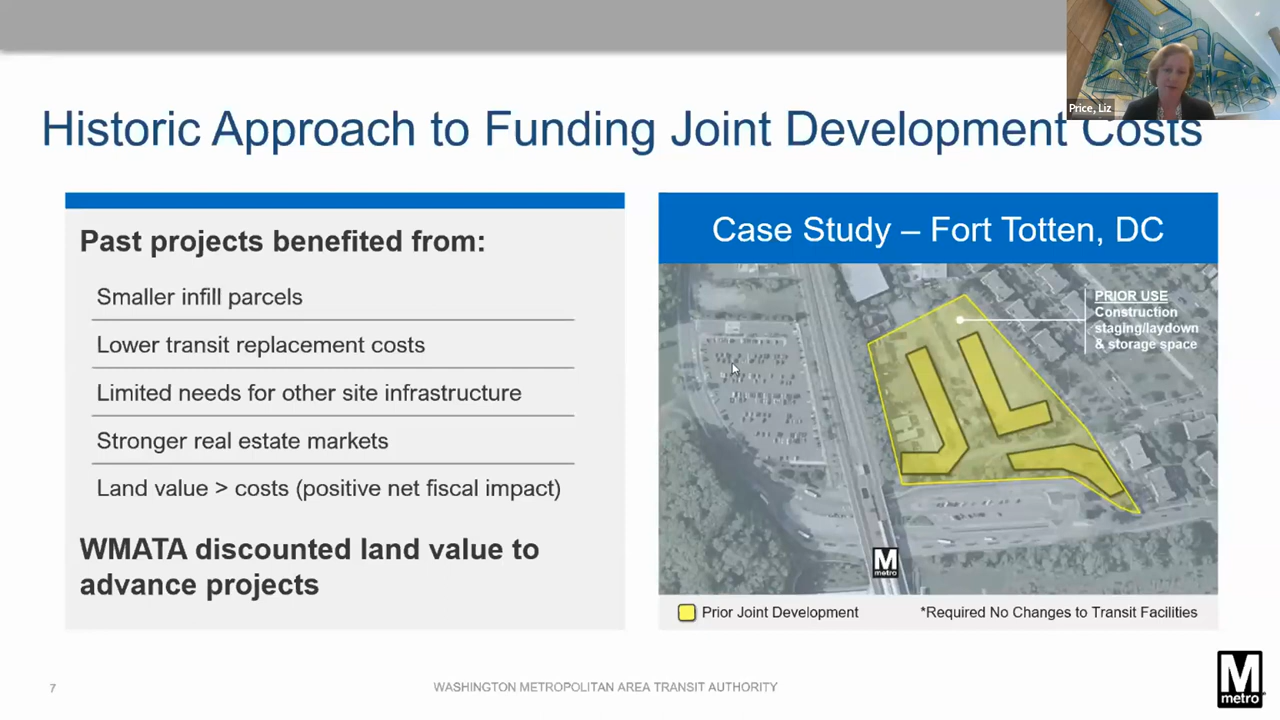 Price, Liz
Historic Approach to Funding Joint Development Costs
Past projects benefited from:
Smaller infill parcels
Lower transit replacement costs
Limited needs for other site infrastructure
Stronger real estate markets
Land value > costs (positive net fiscal impact)
WMATA discounted land value to
advance projects
Case Study – Fort Totten, DC
PRIOR USE
Construction
staging/laydown
& storage space
M
metro
Prior Joint Development
*Required No Changes to Transit Facilities
7
WASHINGTON METROPOLITAN AREA TRANSIT AUTHORITY
M
metro